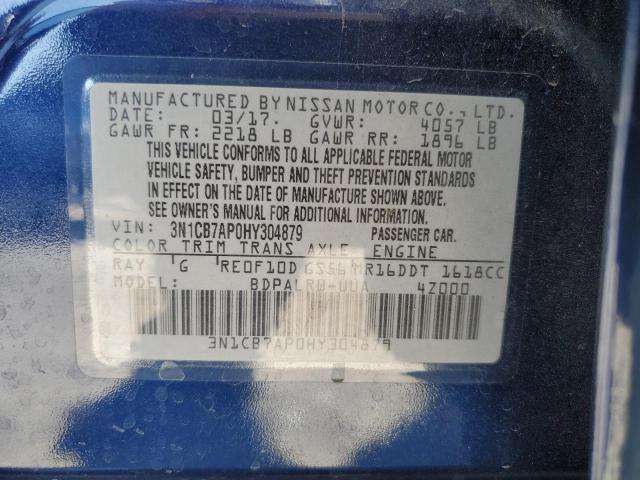 MANUFACTURED BY NISSAN MOTOR CO., LTD.
DATE: 03/17. GVWR: 4057 LB
GAWR FR: 2218 LB GAWR RR: 1896 LB
THIS VEHICLE CONFORMS TO ALL APPLICABLE FEDERAL MOTOR
VEHICLE SAFETY, BUMPER AND THEFT PREVENTION STANDARDS
IN EFFECT ON THE DATE OF MANUFACTURE SHOWN ABOVE.
SEE OWNER'S MANUAL FOR ADDITIONAL INFORMATION.
VIN: 3N1CB7AP0HY304879 PASSENGER CAR.
COLOR TRIM TRANS AXLE ENGINE
RAY G RE0F10D GS56 MR16DDT 1618CC
MODEL: BDPALRU-UUA 4Z000
3N1CB7AP0HY304879